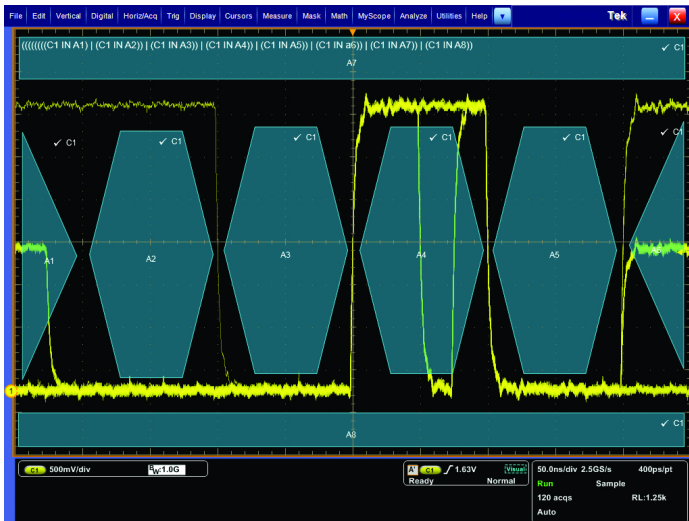 File Edit Vertical Digital Horiz/Acq Trig Display Cursors Measure Mask Math MyScope Analyze Utilities Help Tek X
((((((((C1 IN A1) | (C1 IN A2)) | (C1 IN A3)) | (C1 IN A4)) | (C1 IN A5)) | (C1 IN a6)) | (C1 IN A7)) | (C1 IN A8)) C1
A7
C1 C1 C1 C1 C1 C1
A1 A2 A3 A4 A5
1
C1
A8
C1 500mV/div BW:1.0G
A' C1 1.63V Visual
Ready Normal
50.0ns/div 2.5GS/s 400ps/pt
Run Sample
120 acqs RL:1.25k
Auto